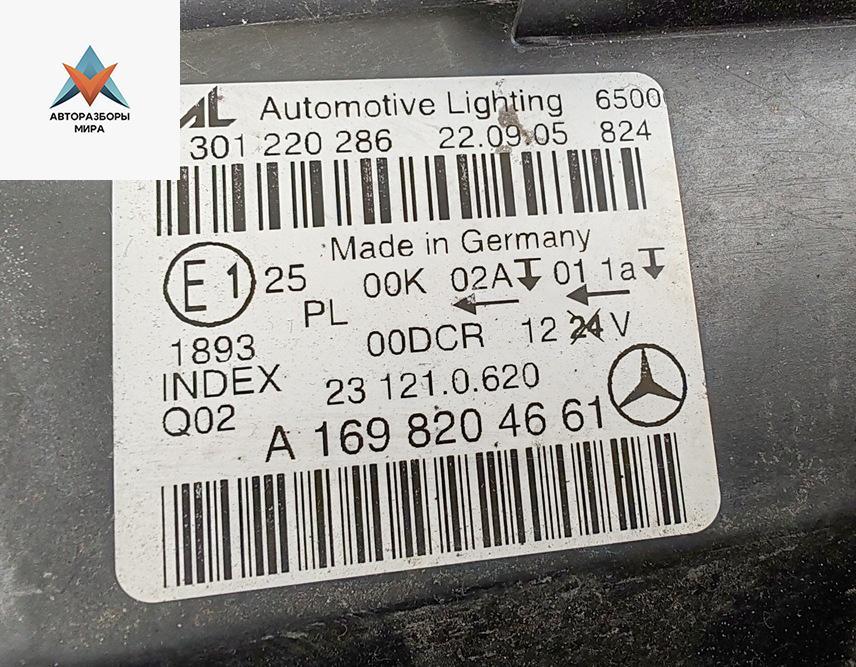 АВТОРАЗБОРЫ
МИРА
AL Automotive Lighting 6500
301 220 286 22.09.05 824
Made in Germany
E1 25 00K 02A 01 1a
PL
1893 00DCR 12 24 V
INDEX 23 121.0.620
Q02
A 169 820 46 61